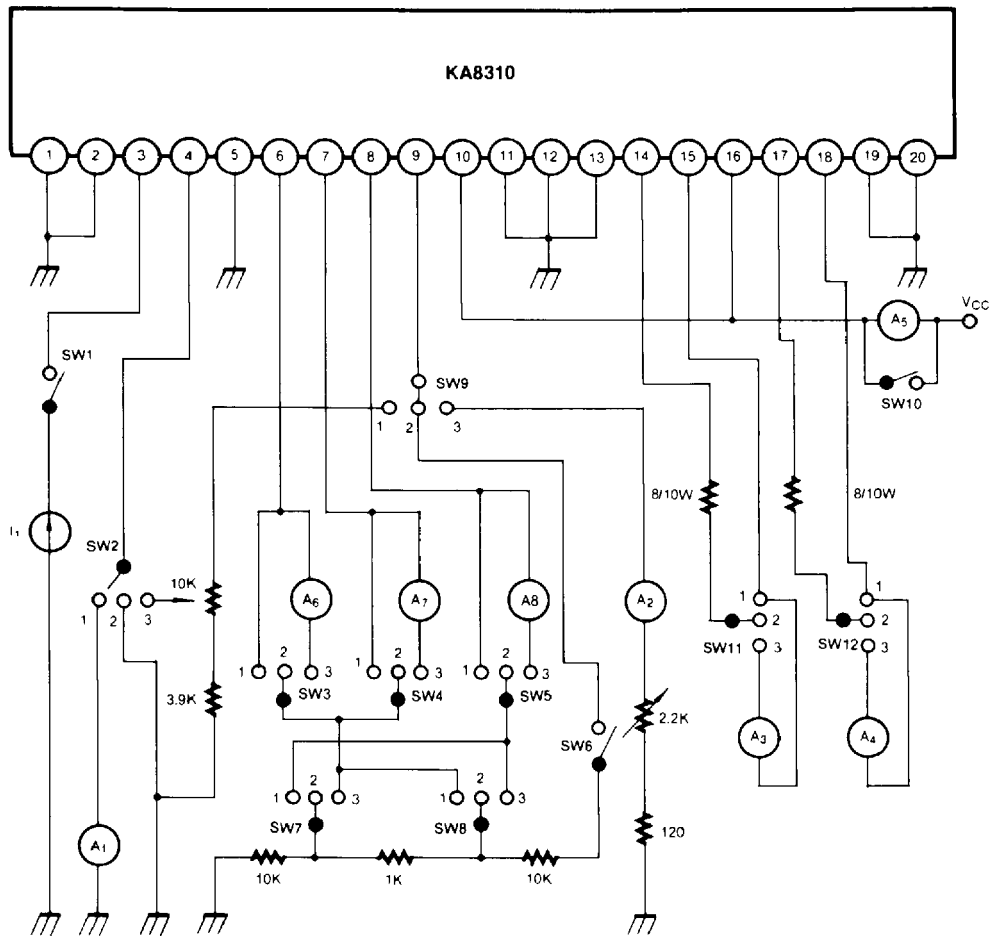 KA8310
1 2 3 4 5 6 7 8 9 10 11 12 13 14 15 16 17 18 19 20
VCC
A5
SW1
SW9
SW10
1 2 3
8/10W 8/10W
I1
SW2
10K
1 2 3
A6 A7 A8 A2
1
2
3
SW11
1
2
3
SW12
1 2 3
SW3
1 2 3
SW4
1 2 3
SW5
3.9K
SW6
2.2K
A3 A4
1 2 3
SW7
1 2 3
SW8
120
A1
10K 1K 10K